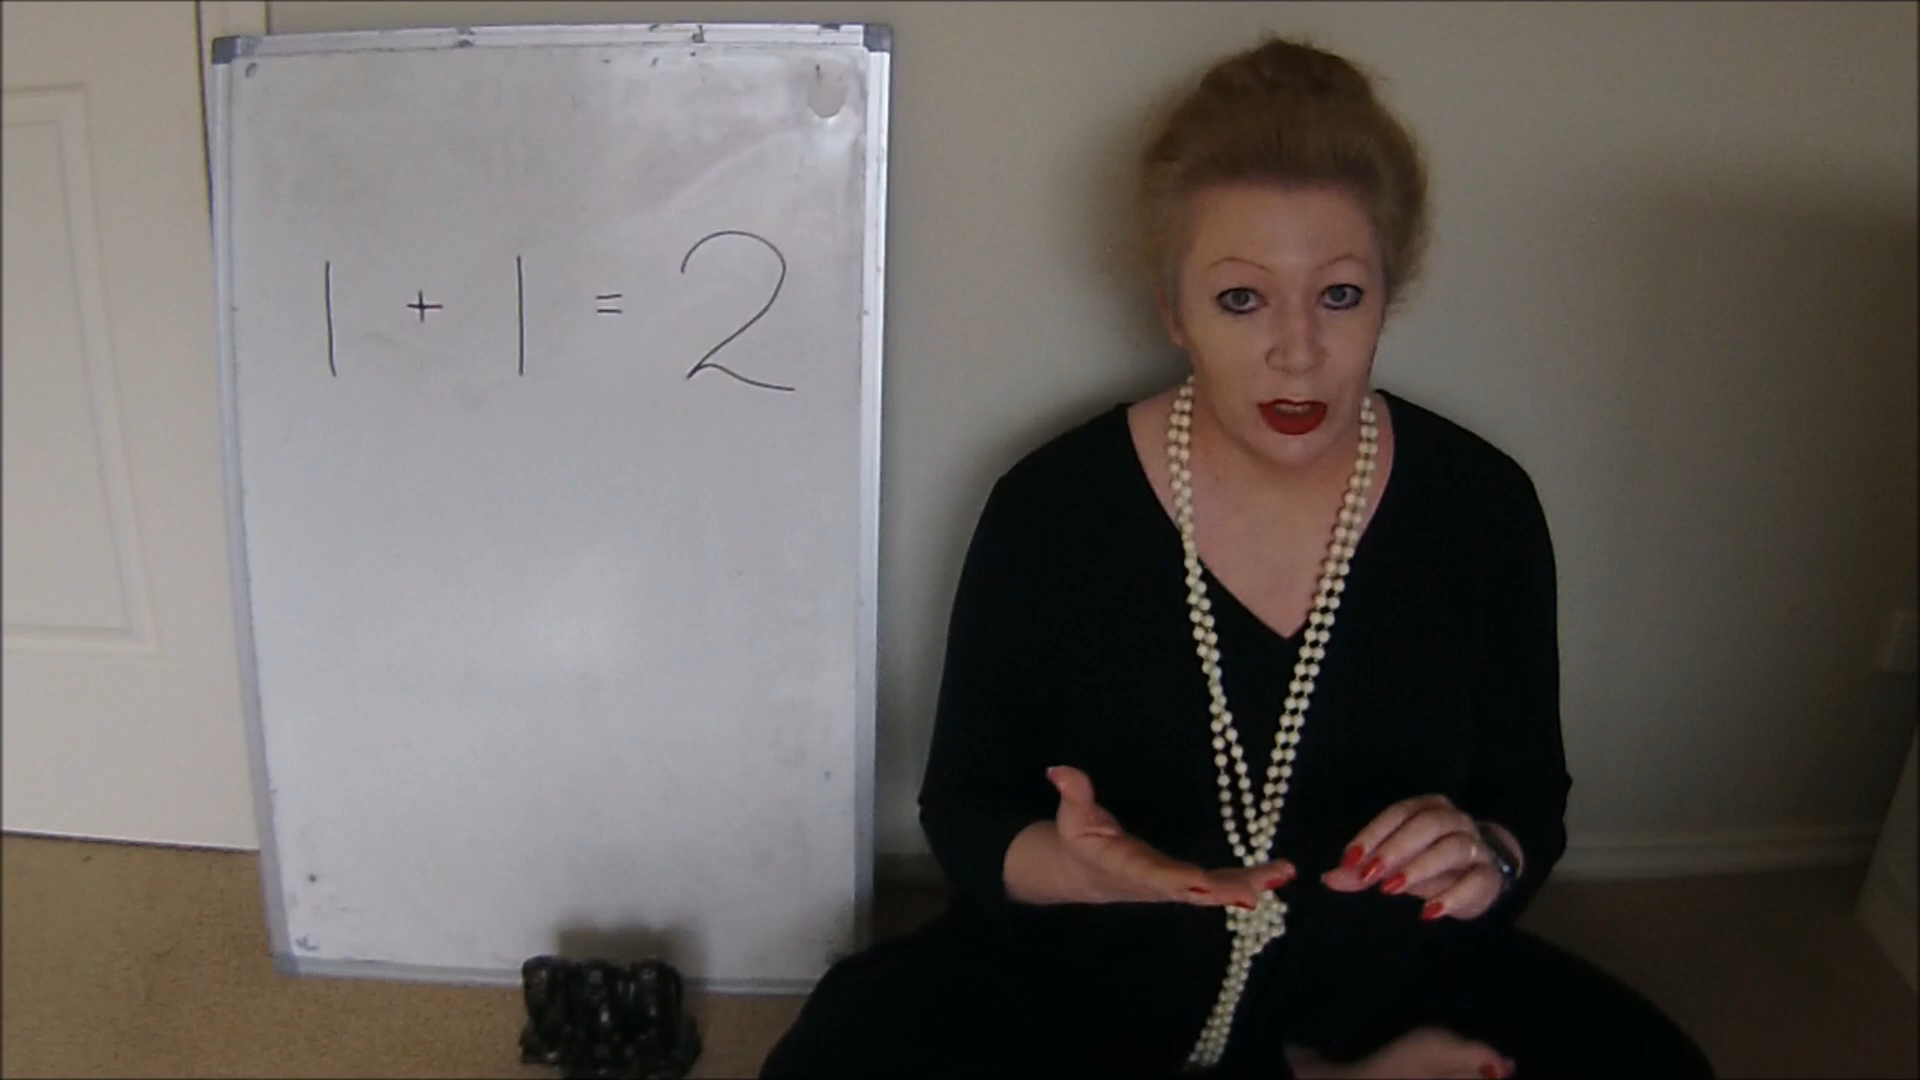 1 + 1 = 2